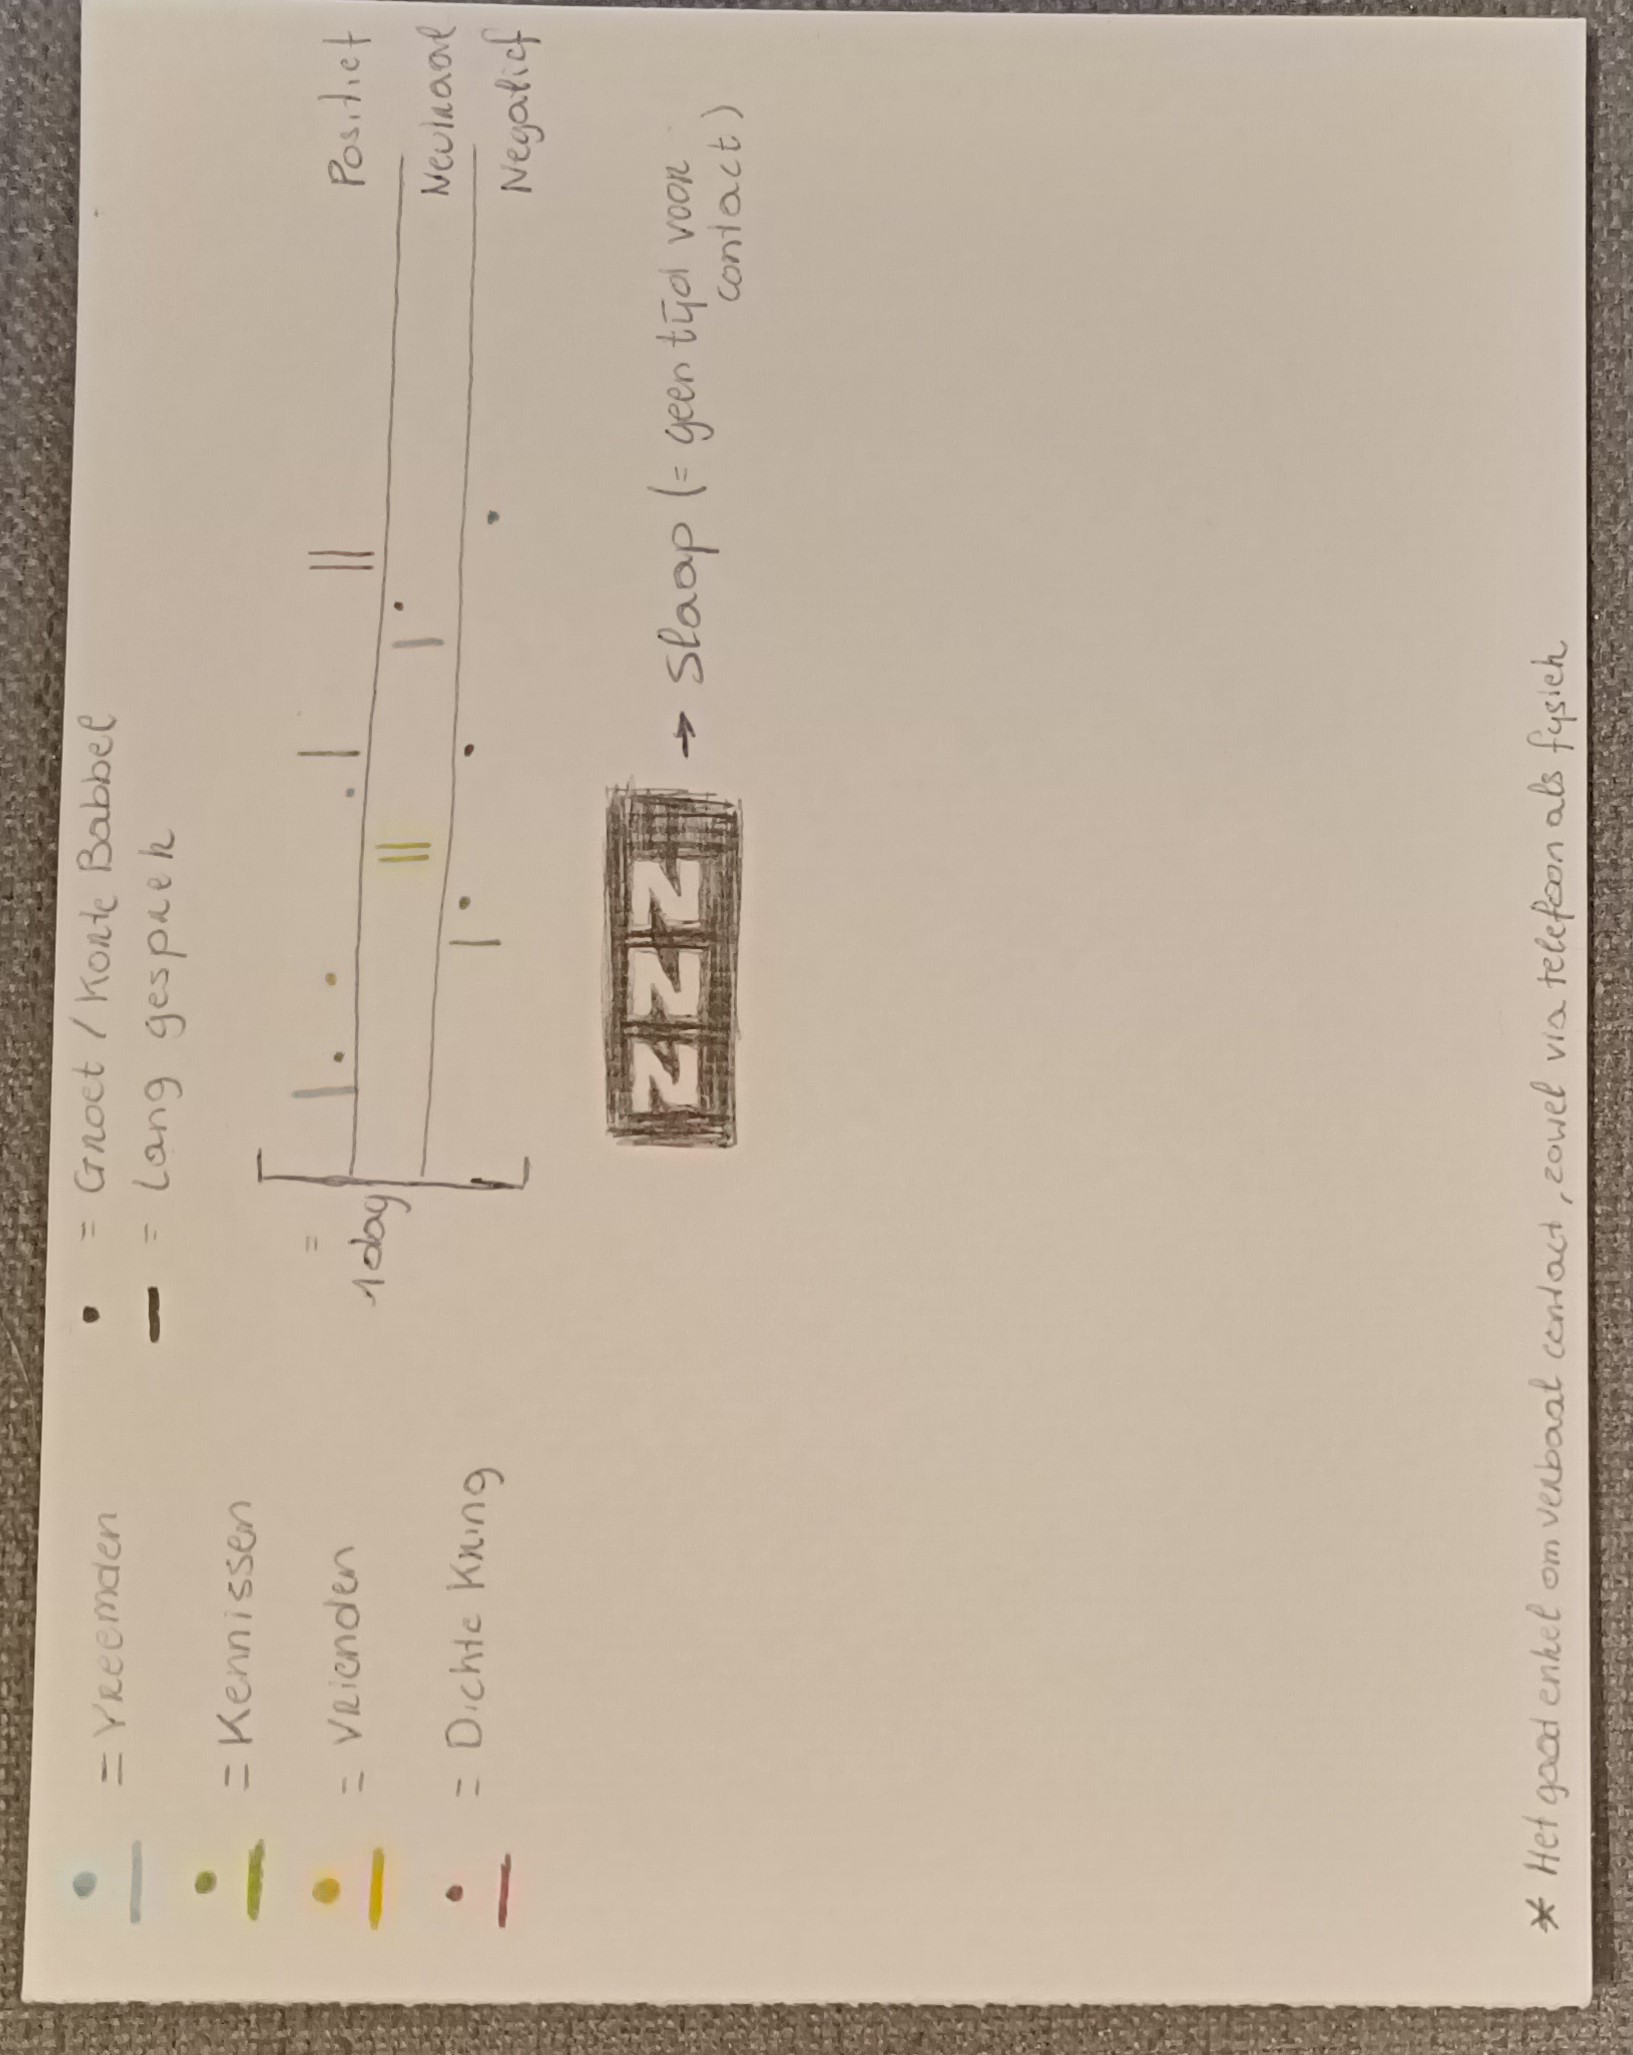 = Vreemden
= Kennissen
= Vrienden
= Dichte Kring
• = Groet / Korte Babbel
— = Lang gesprek
= 1 dag
Positief
Neutraal
Negatief
ZZZ → Slaap (= geen tijd voor
contact)
* Het gaat enkel om verbaal contact, zowel via telefoon als fysiek